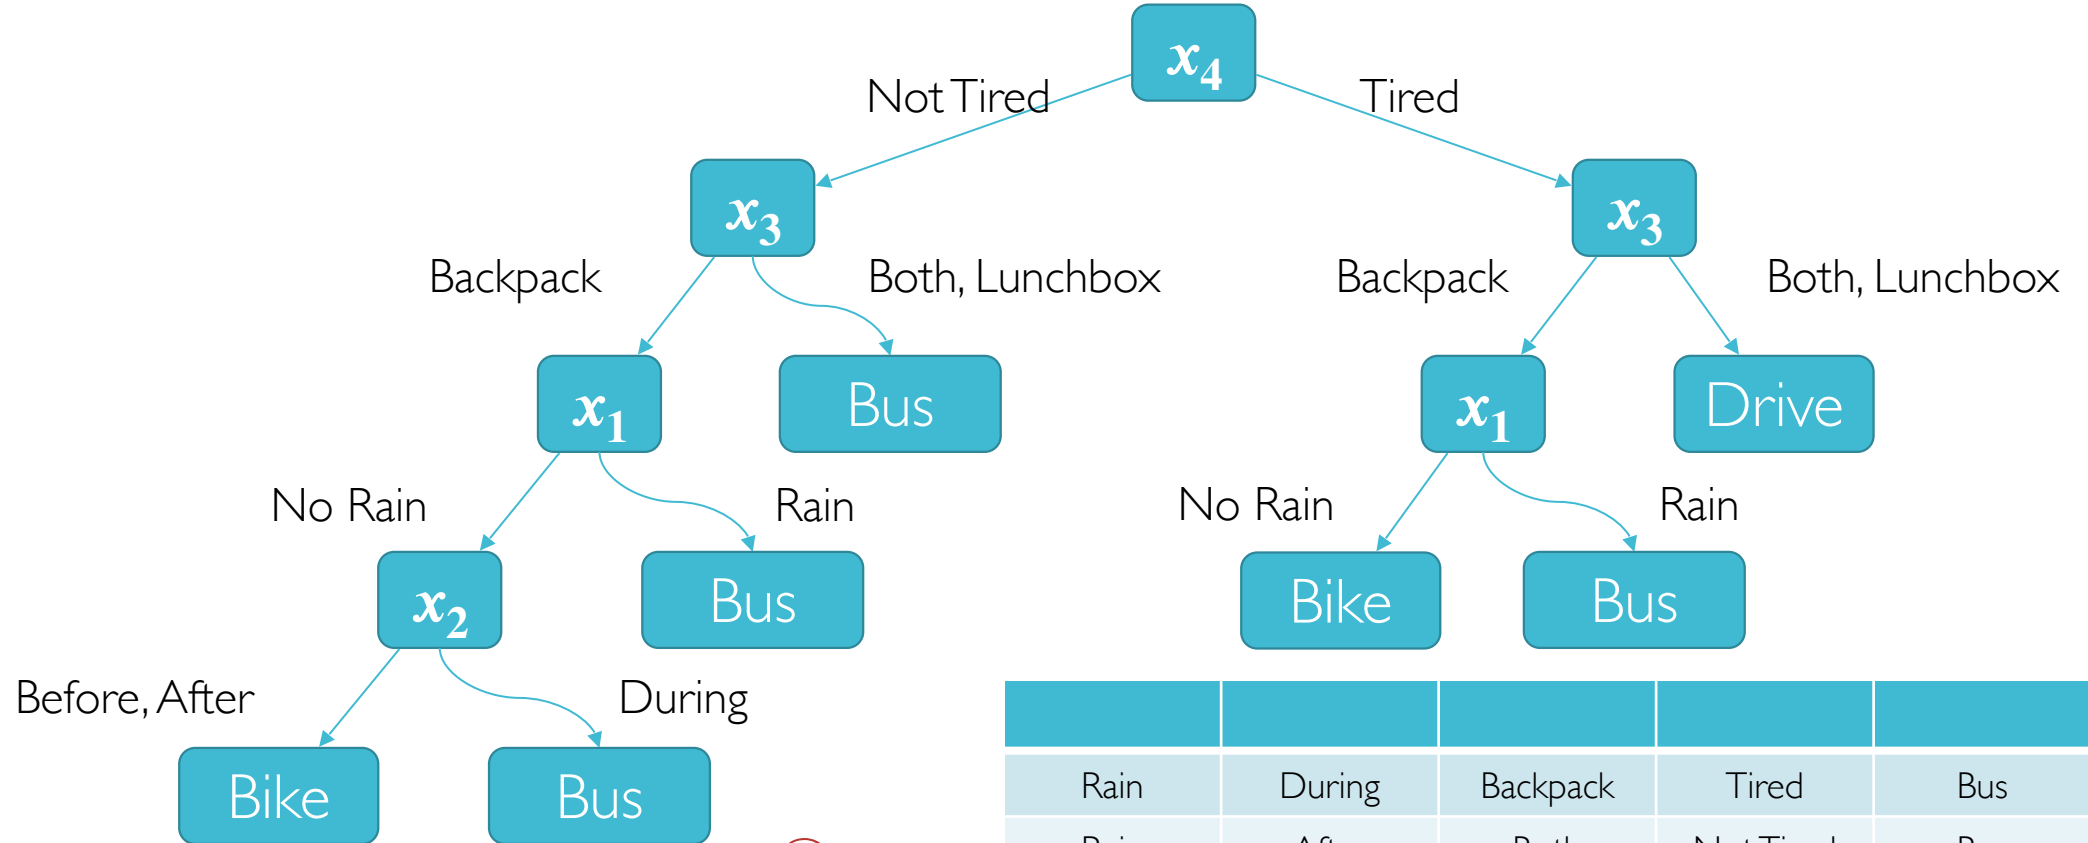 x4
Not Tired Tired
x3 x3
Backpack Both, Lunchbox Backpack Both, Lunchbox
x1 Bus x1 Drive
No Rain Rain No Rain Rain
x2 Bus Bike Bus
Before, After During
Bike Bus
Rain During Backpack Tired Bus